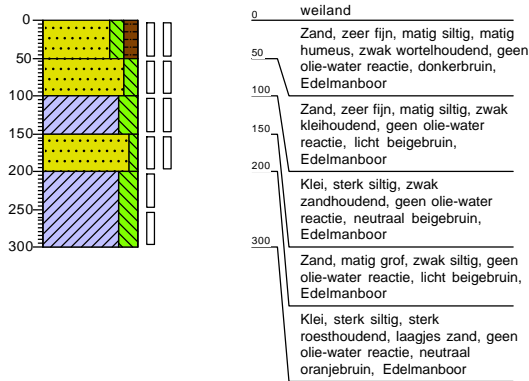 0
50
100
150
200
250
300
0
weiland
Zand, zeer fijn, matig siltig, matig
humeus, zwak wortelhoudend, geen
olie-water reactie, donkerbruin,
Edelmanboor
50
Zand, zeer fijn, matig siltig, zwak
kleihoudend, geen olie-water
reactie, licht beigebruin,
Edelmanboor
100
Klei, sterk siltig, zwak
zandhoudend, geen olie-water
reactie, neutraal beigebruin,
Edelmanboor
150
Zand, matig grof, zwak siltig, geen
olie-water reactie, licht beigebruin,
Edelmanboor
200
Klei, sterk siltig, sterk
roesthoudend, laagjes zand, geen
olie-water reactie, neutraal
oranjebruin, Edelmanboor
300